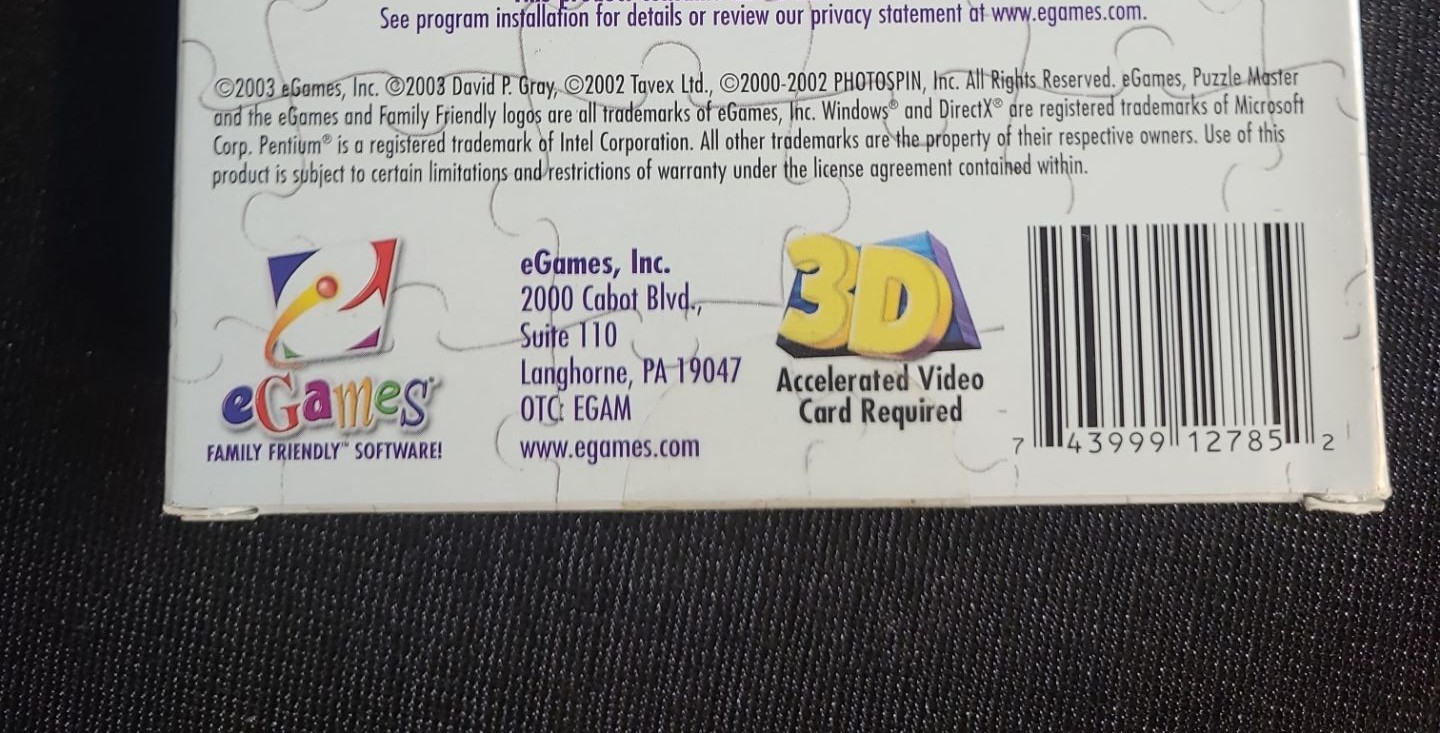 See program installation for details or review our privacy statement at www.egames.com.
©2003 eGames, Inc. ©2003 David P. Gray, ©2002 Tavex Ltd., ©2000-2002 PHOTOSPIN, Inc. All Rights Reserved. eGames, Puzzle Master
and the eGames and Family Friendly logos are all trademarks of eGames, Inc. Windows® and DirectX® are registered trademarks of Microsoft
Corp. Pentium® is a registered trademark of Intel Corporation. All other trademarks are the property of their respective owners. Use of this
product is subject to certain limitations and restrictions of warranty under the license agreement contained within.
eGames™
FAMILY FRIENDLY™ SOFTWARE!
eGames, Inc.
2000 Cabot Blvd.,
Suite 110
Langhorne, PA 19047
OTC: EGAM
www.egames.com
3D
Accelerated Video
Card Required
7 43999 12785 2